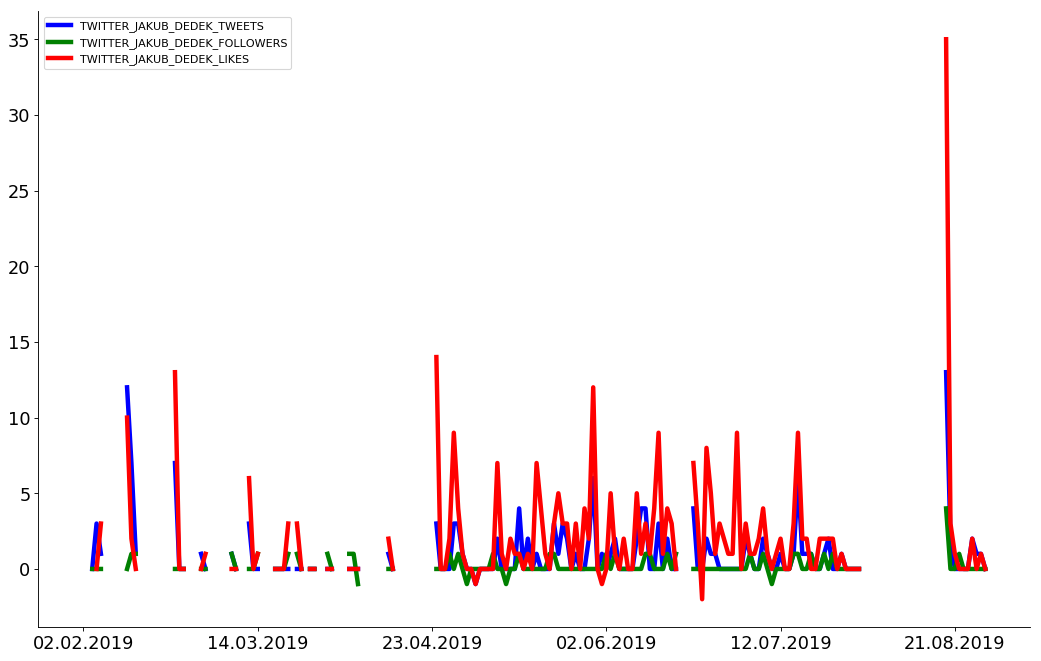 TWITTER_JAKUB_DEDEK_TWEETS
TWITTER_JAKUB_DEDEK_FOLLOWERS
TWITTER_JAKUB_DEDEK_LIKES
35
30
25
20
15
10
5
0
02.02.2019 14.03.2019 23.04.2019 02.06.2019 12.07.2019 21.08.2019